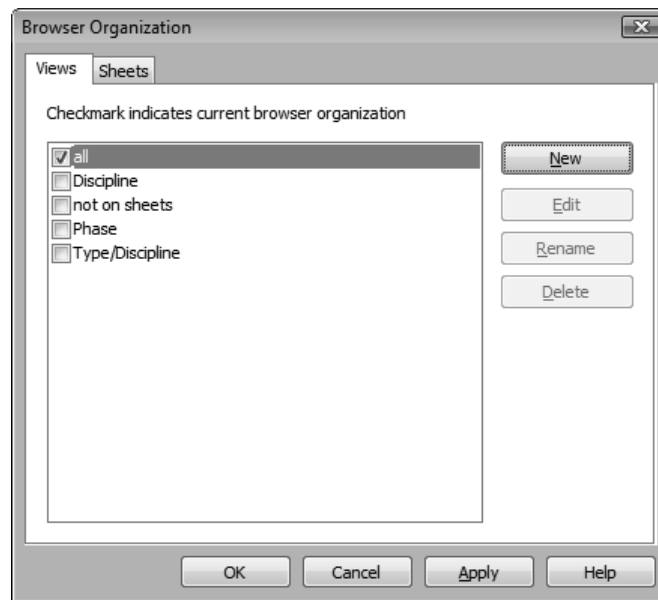 Browser Organization
Views Sheets
Checkmark indicates current browser organization
all
Discipline
not on sheets
Phase
Type/Discipline
New
Edit
Rename
Delete
OK Cancel Apply Help